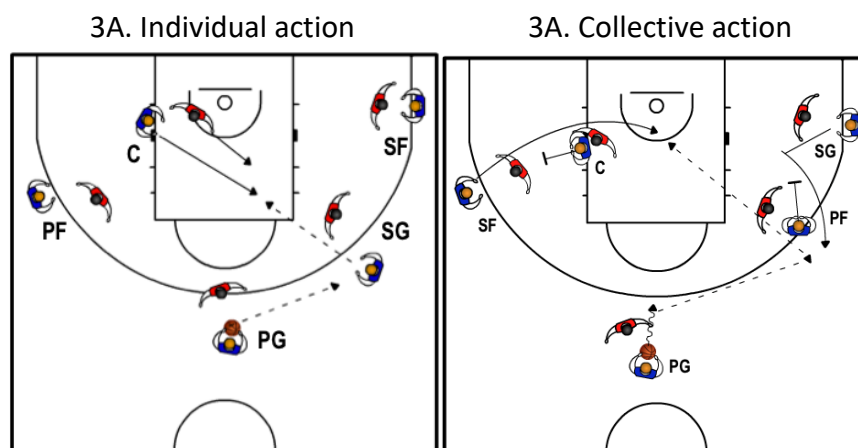 3A. Individual action
C
SF
PF
SG
PG
3A. Collective action
SG
C
SF
PF
PG